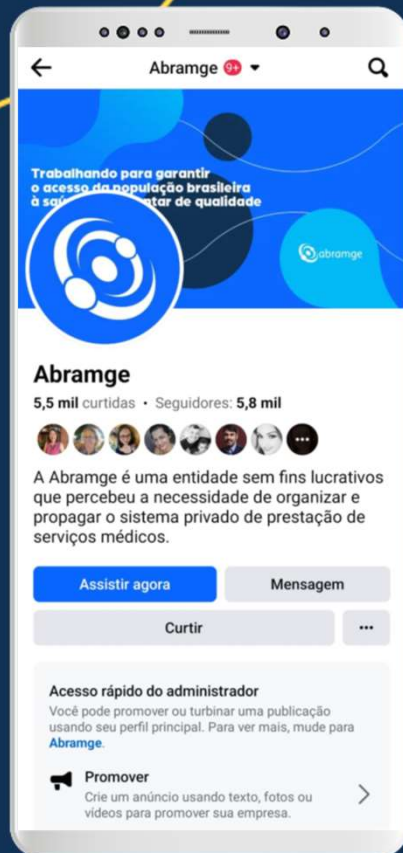 Abramge 9+
Trabalhando para garantir
o acesso da população brasileira
à saú ntar de qualidade
abramge
Abramge
5,5 mil curtidas • Seguidores: 5,8 mil
A Abramge é uma entidade sem fins lucrativos
que percebeu a necessidade de organizar e
propagar o sistema privado de prestação de
serviços médicos.
Assistir agora
Mensagem
Curtir
Acesso rápido do administrador
Você pode promover ou turbinar uma publicação
usando seu perfil principal. Para ver mais, mude para
Abramge.
Promover
Crie um anúncio usando texto, fotos ou
vídeos para promover sua empresa.